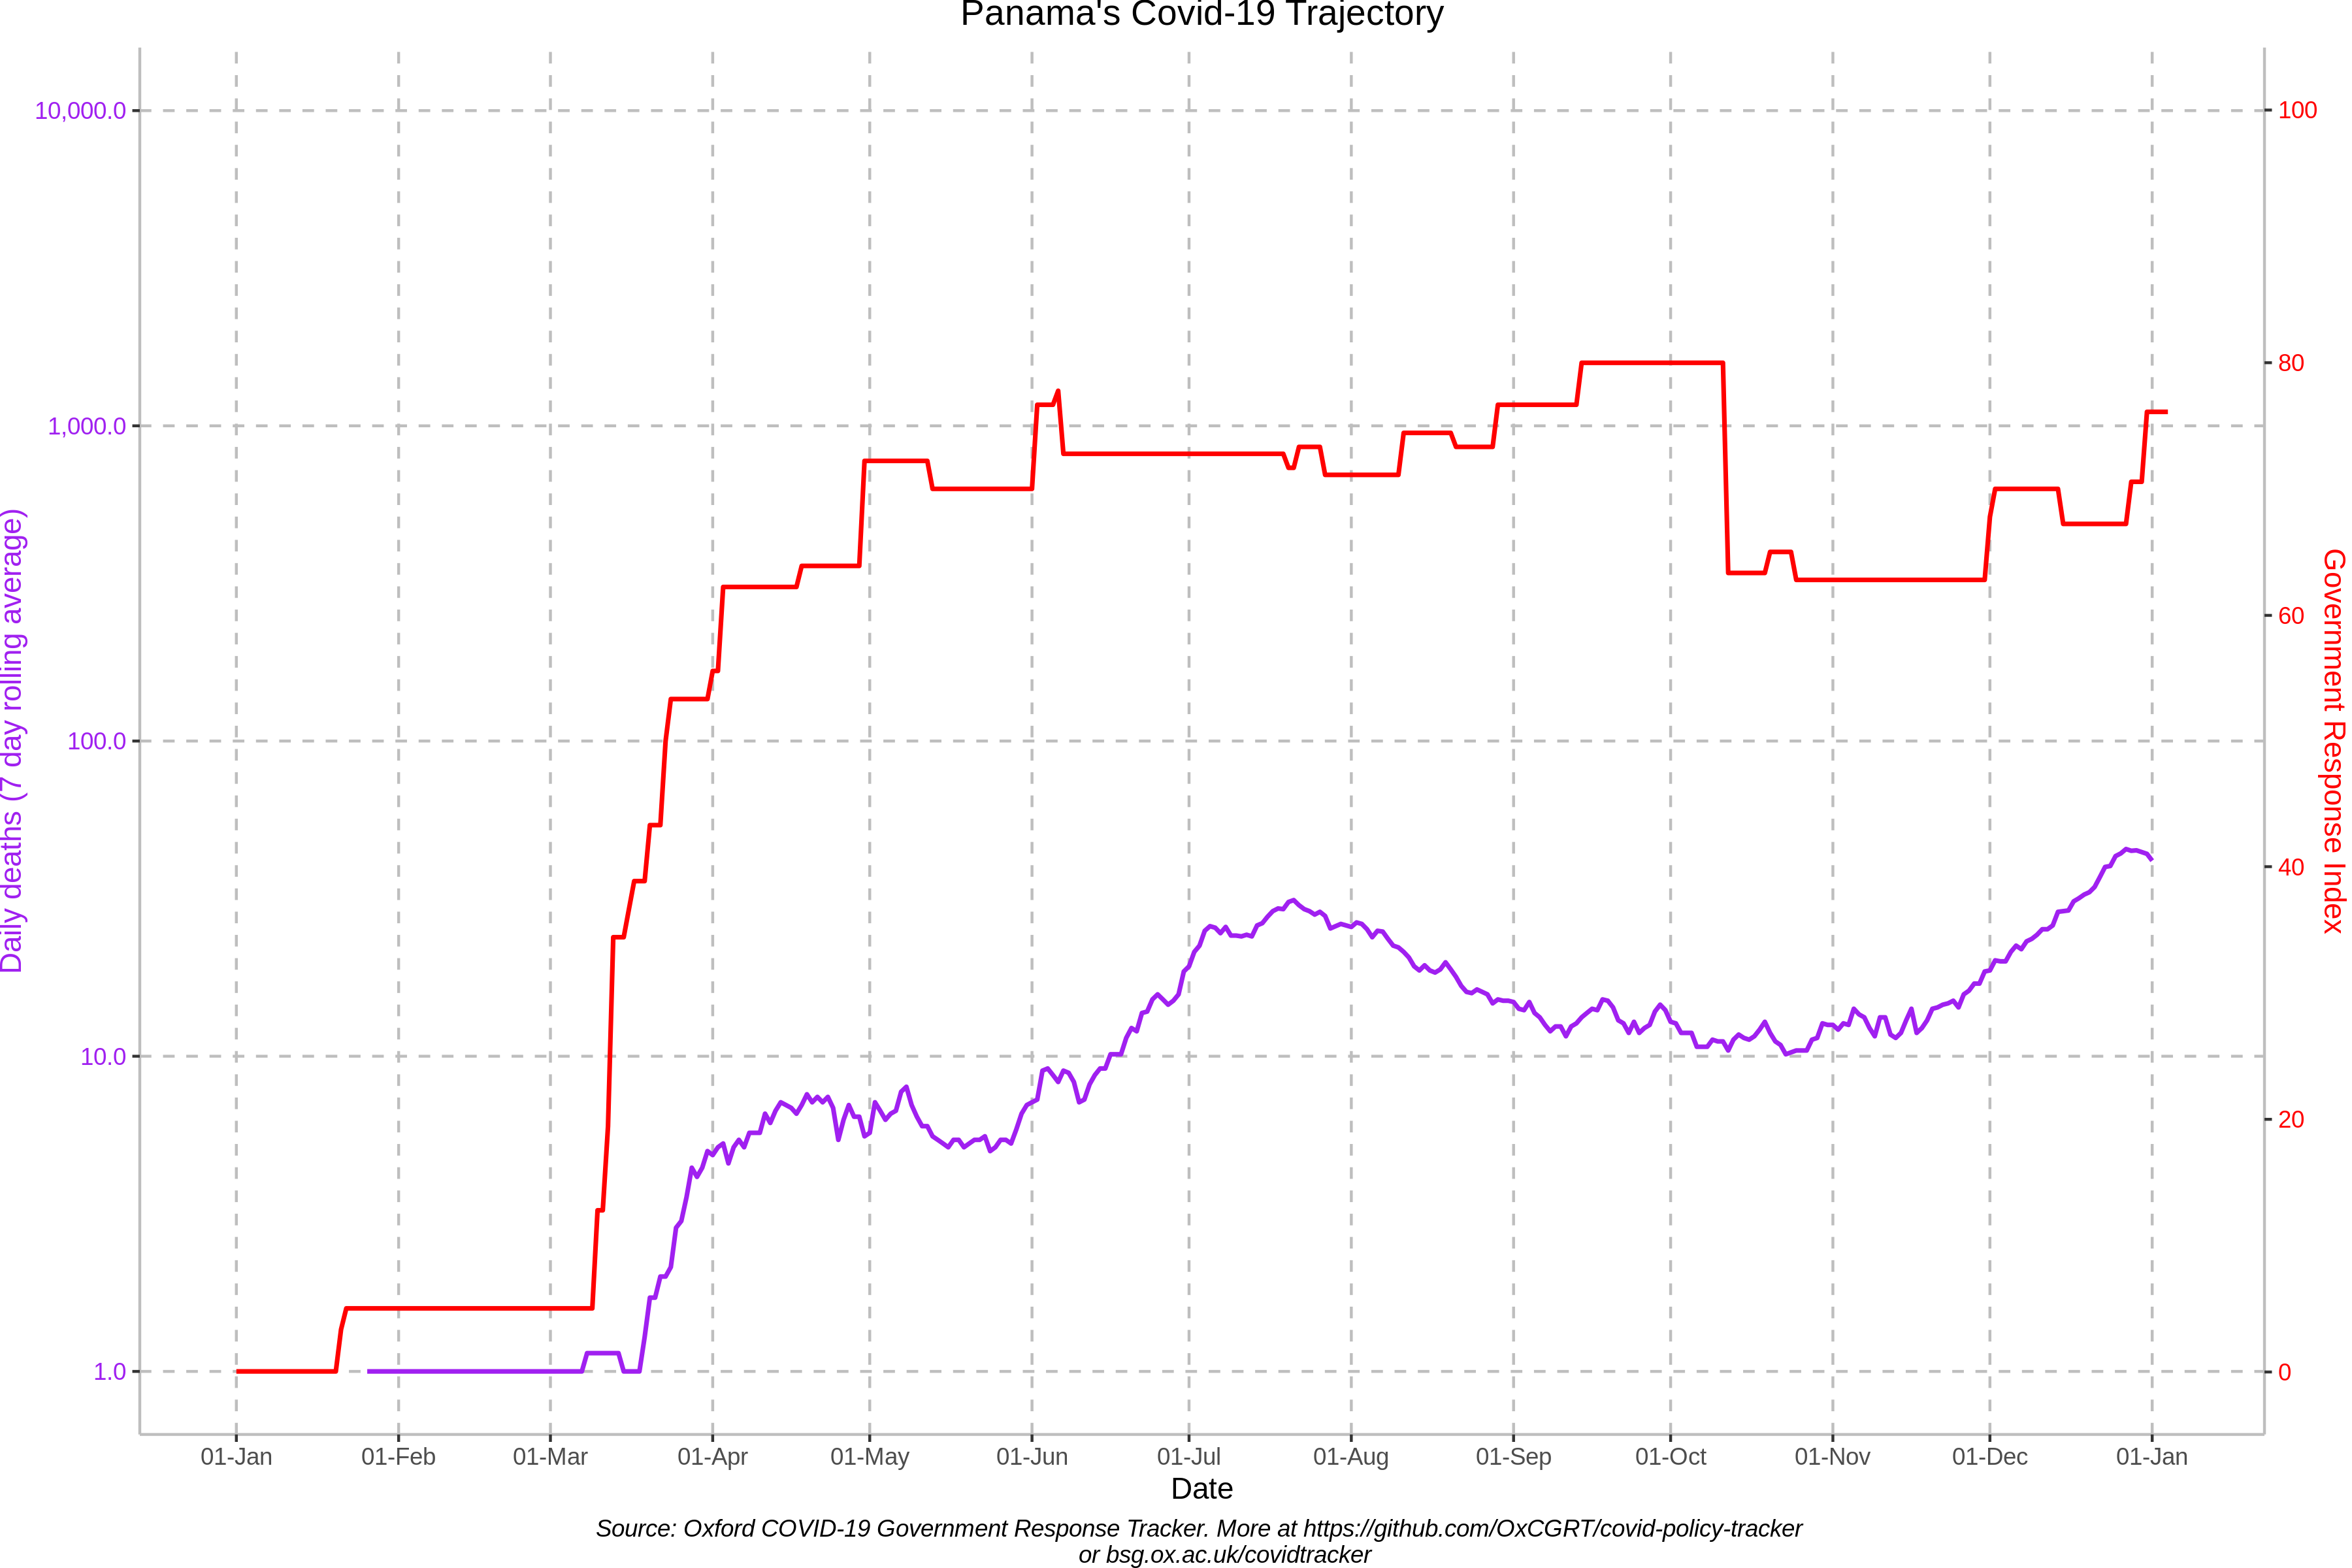 Panama's Covid-19 Trajectory
10,000.0
1,000.0
100.0
10.0
1.0
Daily deaths (7 day rolling average)
100
80
60
40
20
0
Government Response Index
01-Jan
01-Feb
01-Mar
01-Apr
01-May
01-Jun
01-Jul
01-Aug
01-Sep
01-Oct
01-Nov
01-Dec
01-Jan
Date
Source: Oxford COVID-19 Government Response Tracker. More at https://github.com/OxCGRT/covid-policy-tracker
or bsg.ox.ac.uk/covidtracker